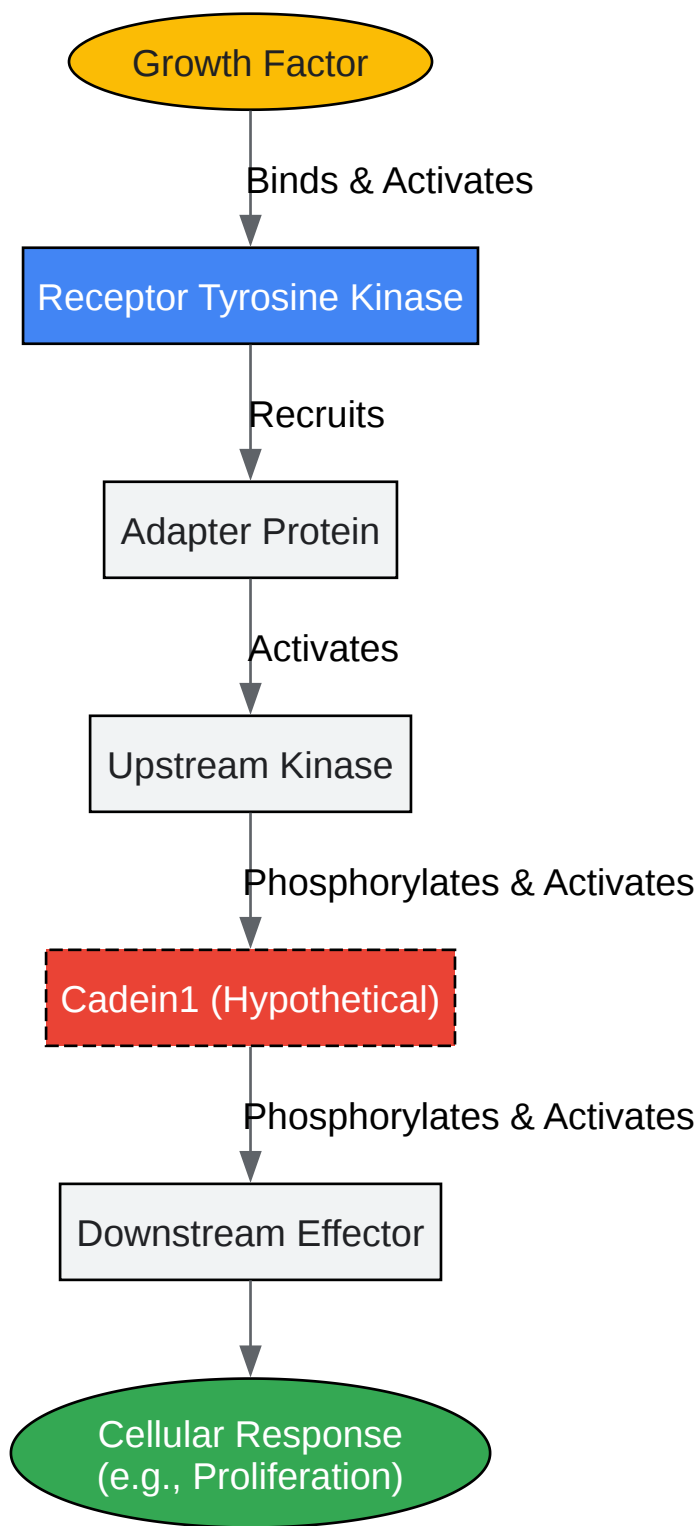 Growth Factor
Binds & Activates
Receptor Tyrosine Kinase
Recruits
Adapter Protein
Activates
Upstream Kinase
Phosphorylates & Activates
Cadein1 (Hypothetical)
Phosphorylates & Activates
Downstream Effector
Cellular Response
(e.g., Proliferation)